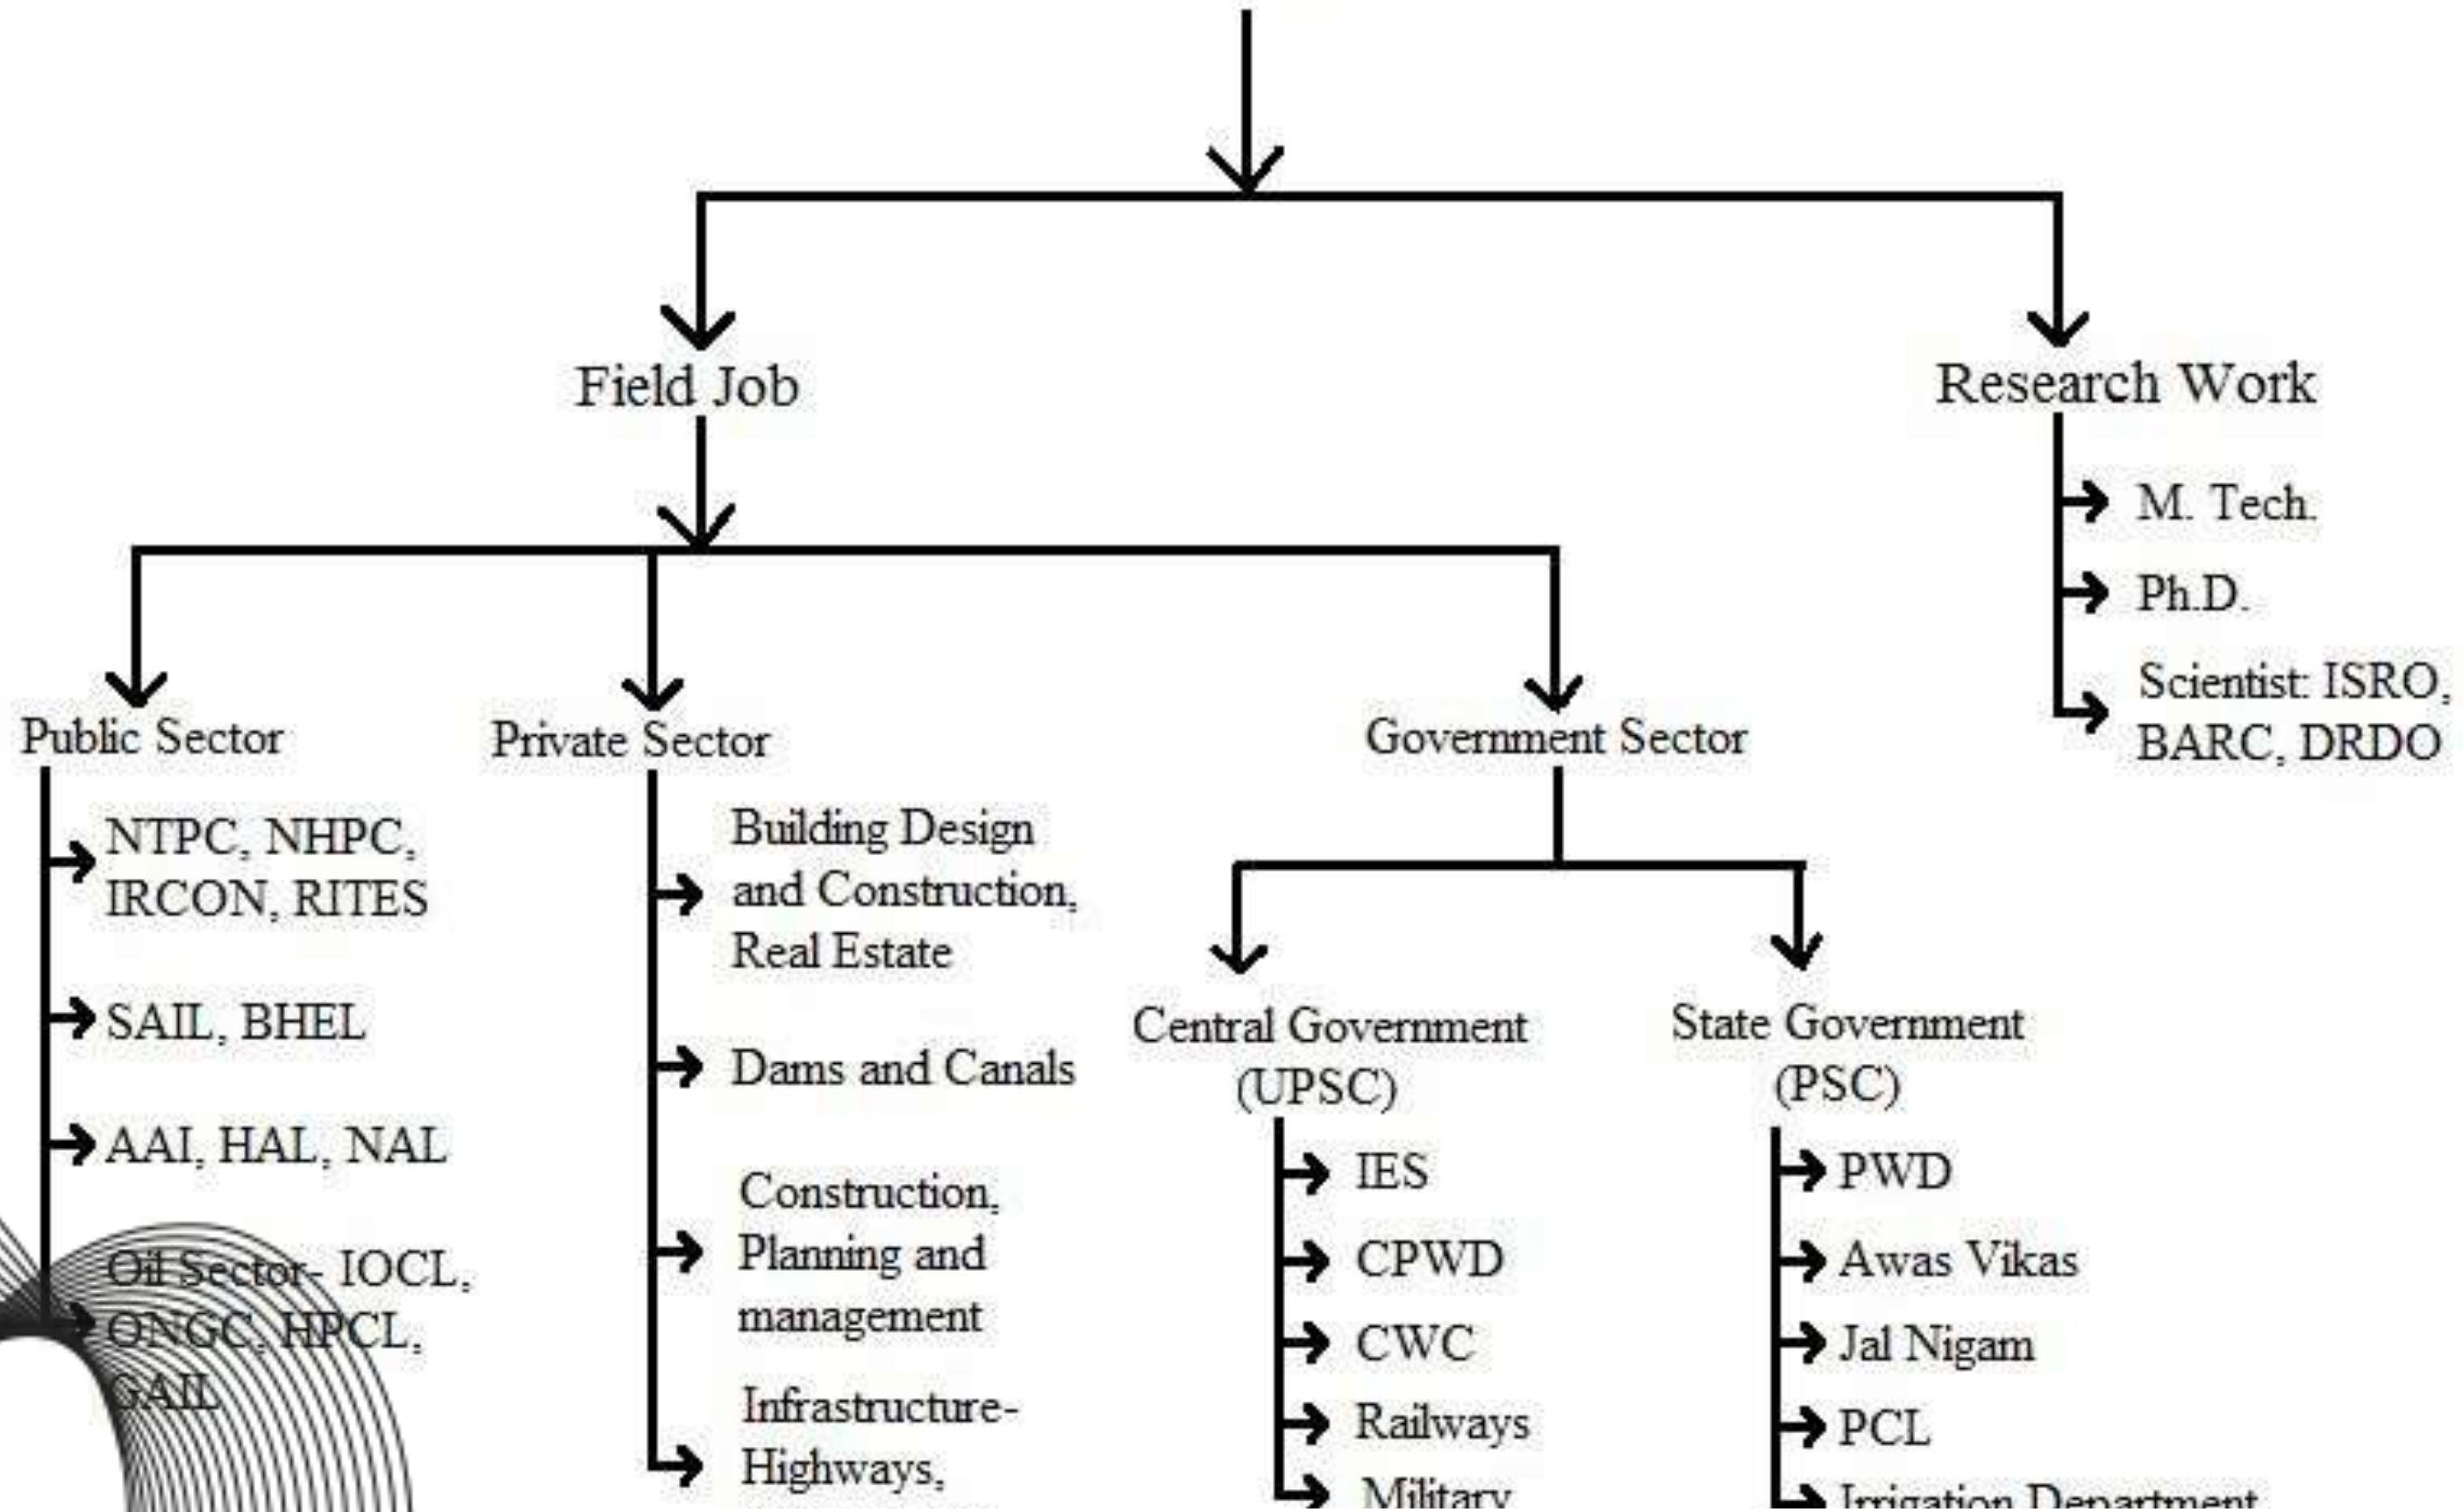 Field Job
Research Work
M. Tech.
Ph.D.
Scientist: ISRO,
BARC, DRDO
Public Sector
NTPC, NHPC,
IRCON, RITES
SAIL, BHEL
AAI, HAL, NAL
Oil Sector- IOCL,
ONGC, HPCL,
GAIL
Private Sector
Building Design
and Construction,
Real Estate
Dams and Canals
Construction,
Planning and
management
Infrastructure-
Highways,
Government Sector
Central Government
(UPSC)
IES
CPWD
CWC
Railways
Military
State Government
(PSC)
PWD
Awas Vikas
Jal Nigam
PCL
Irrigation Department